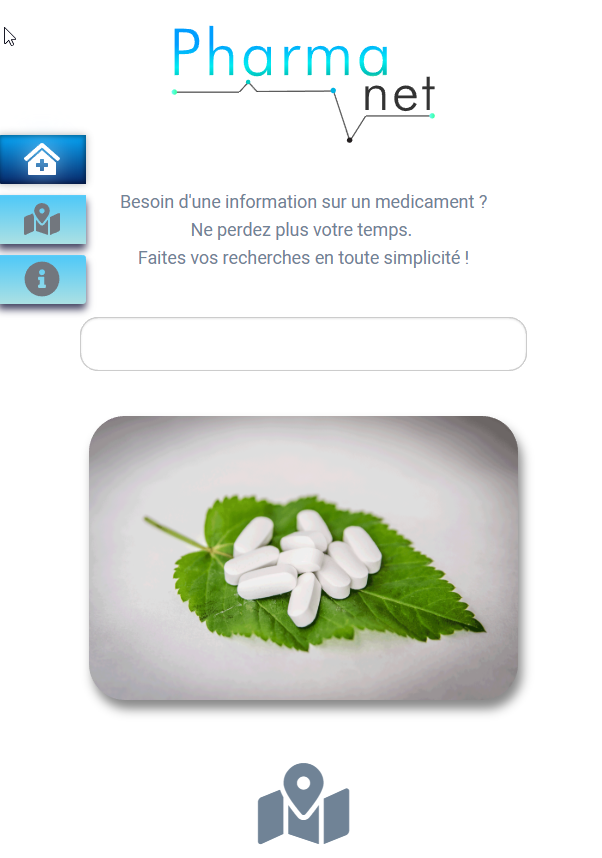 Pharma
net
Besoin d'une information sur un medicament ?
Ne perdez plus votre temps.
Faites vos recherches en toute simplicité !